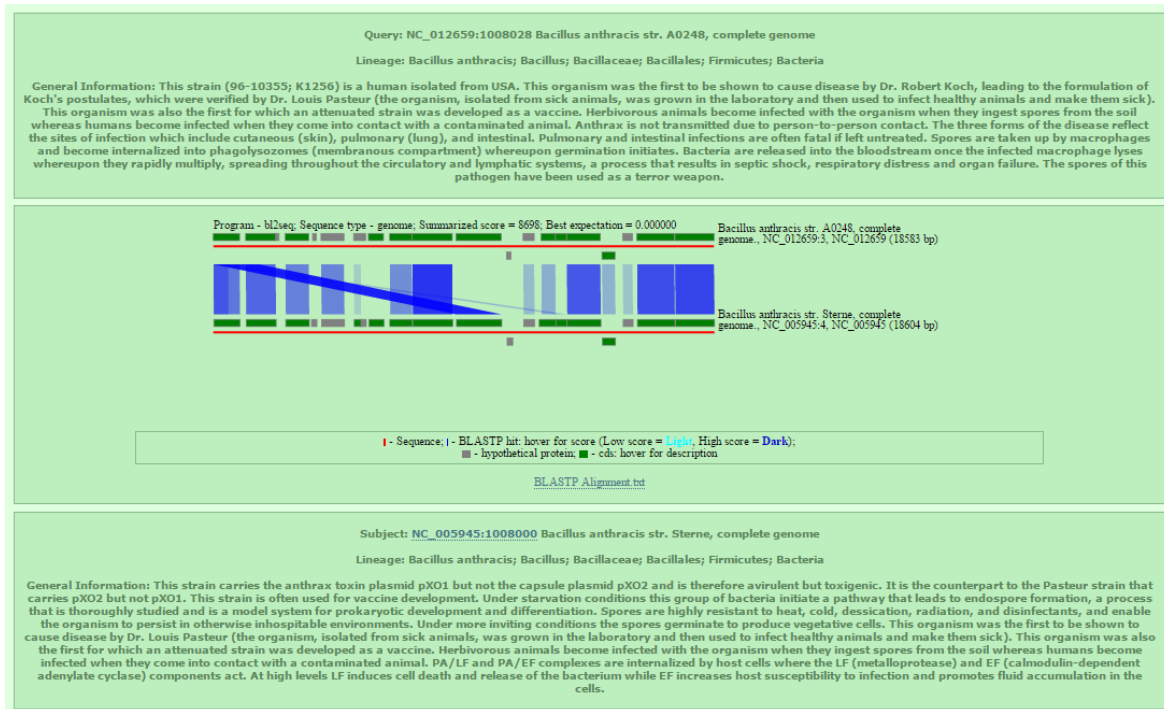 Query: NC_012659:1008028 Bacillus anthracis str. A0248, complete genome
Lineage: Bacillus anthracis; Bacillus; Bacillaceae; Bacillales; Firmicutes; Bacteria
General Information: This strain (96-10355; K1256) is a human isolated from USA. This organism was the first to be shown to cause disease by Dr. Robert Koch, leading to the formulation of
Koch's postulates, which were verified by Dr. Louis Pasteur (the organism, isolated from sick animals, was grown in the laboratory and then used to infect healthy animals and make them sick).
This organism was also the first for which an attenuated strain was developed as a vaccine. Herbivorous animals become infected with the organism when they ingest spores from the soil
whereas humans become infected when they come into contact with a contaminated animal. Anthrax is not transmitted due to person-to-person contact. The three forms of the disease reflect
the sites of infection which include cutaneous (skin), pulmonary (lung), and intestinal. Pulmonary and intestinal infections are often fatal if left untreated. Spores are taken up by macrophages
and become internalized into phagolysozomes (membranous compartment) whereupon germination initiates. Bacteria are released into the bloodstream once the infected macrophage lyses
whereupon they rapidly multiply, spreading throughout the circulatory and lymphatic systems, a process that results in septic shock, respiratory distress and organ failure. The spores of this
pathogen have been used as a terror weapon.
Program - bl2seq; Sequence type - genome; Summarized score = 8698; Best expectation = 0.000000
Bacillus anthracis str. A0248, complete
genome., NC_012659:3, NC_012659 (18583 bp)
Bacillus anthracis str. Sterne, complete
genome., NC_005945:4, NC_005945 (18604 bp)
- Sequence; - BLASTP hit: hover for score (Low score = Light, High score = Dark);
- hypothetical protein; - cds: hover for description
BLASTP Alignment.txt
Subject: NC_005945:1008000 Bacillus anthracis str. Sterne, complete genome
Lineage: Bacillus anthracis; Bacillus; Bacillaceae; Bacillales; Firmicutes; Bacteria
General Information: This strain carries the anthrax toxin plasmid pXO1 but not the capsule plasmid pXO2 and is therefore avirulent but toxigenic. It is the counterpart to the Pasteur strain that
carries pXO2 but not pXO1. This strain is often used for vaccine development. Under starvation conditions this group of bacteria initiate a pathway that leads to endospore formation, a process
that is thoroughly studied and is a model system for prokaryotic development and differentiation. Spores are highly resistant to heat, cold, dessication, radiation, and disinfectants, and enable
the organism to persist in otherwise inhospitable environments. Under more inviting conditions the spores germinate to produce vegetative cells. This organism was the first to be shown to
cause disease by Dr. Louis Pasteur (the organism, isolated from sick animals, was grown in the laboratory and then used to infect healthy animals and make them sick). This organism was also
the first for which an attenuated strain was developed as a vaccine. Herbivorous animals become infected with the organism when they ingest spores from the soil whereas humans become
infected when they come into contact with a contaminated animal. PA/LF and PA/EF complexes are internalized by host cells where the LF (metalloprotease) and EF (calmodulin-dependent
adenylate cyclase) components act. At high levels LF induces cell death and release of the bacterium while EF increases host susceptibility to infection and promotes fluid accumulation in the
cells.